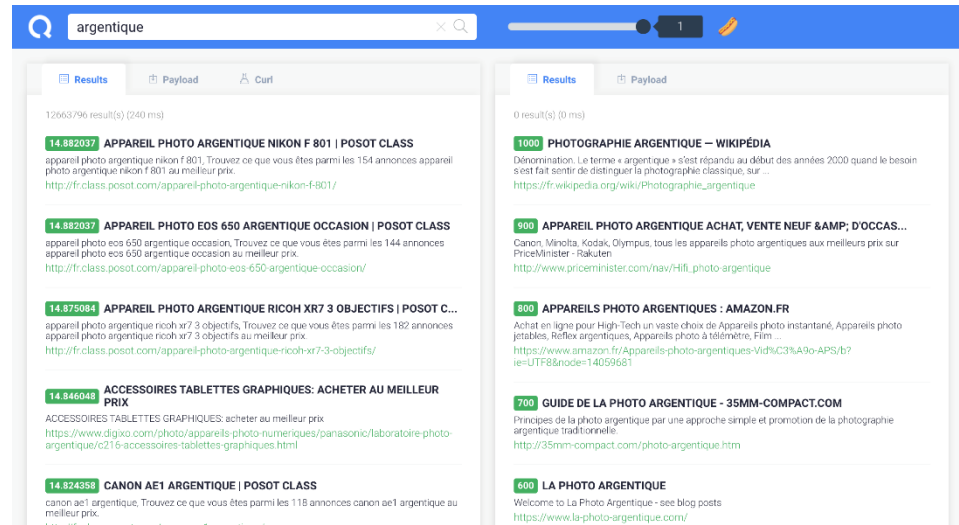 argentique
1
Results
Payload
Curl
12663796 result(s) (240 ms)
14.882037 APPAREIL PHOTO ARGENTIQUE NIKON F 801 | POSOT CLASS
appareil photo argentique nikon f 801, Trouvez ce que vous êtes parmi les 154 annonces appareil
photo argentique nikon f 801 au meilleur prix.
http://fr.class.posot.com/appareil-photo-argentique-nikon-f-801/
14.882037 APPAREIL PHOTO EOS 650 ARGENTIQUE OCCASION | POSOT CLASS
appareil photo eos 650 argentique occasion, Trouvez ce que vous êtes parmi les 144 annonces
appareil photo eos 650 argentique occasion au meilleur prix.
http://fr.class.posot.com/appareil-photo-eos-650-argentique-occasion/
14.875084 APPAREIL PHOTO ARGENTIQUE RICOH XR7 3 OBJECTIFS | POSOT C...
appareil photo argentique ricoh xr7 3 objectifs, Trouvez ce que vous êtes parmi les 182 annonces
appareil photo argentique ricoh xr7 3 objectifs au meilleur prix.
http://fr.class.posot.com/appareil-photo-argentique-ricoh-xr7-3-objectifs/
14.846048 ACCESSOIRES TABLETTES GRAPHIQUES: ACHETER AU MEILLEUR
PRIX
ACCESSOIRES TABLETTES GRAPHIQUES: acheter au meilleur prix
https://www.digixo.com/photo/appareils-photo-numeriques/panasonic/laboratoire-photo-
argentique/c216-accessoires-tablettes-graphiques.html
14.824358 CANON AE1 ARGENTIQUE | POSOT CLASS
canon ae1 argentique, Trouvez ce que vous êtes parmi les 118 annonces canon ae1 argentique au
meilleur prix.
Results
Payload
0 result(s) (0 ms)
1000 PHOTOGRAPHIE ARGENTIQUE — WIKIPÉDIA
Dénomination. Le terme « argentique » s'est répandu au début des années 2000 quand le besoin
s'est fait sentir de distinguer la photographie classique, sur ...
https://fr.wikipedia.org/wiki/Photographie_argentique
900 APPAREIL PHOTO ARGENTIQUE ACHAT, VENTE NEUF &AMP; D'OCCAS...
Canon, Minolta, Kodak, Olympus, tous les appareils photo argentiques aux meilleurs prix sur
PriceMinister - Rakuten
http://www.priceminister.com/nav/Hifi_photo-argentique
800 APPAREILS PHOTO ARGENTIQUES : AMAZON.FR
Achat en ligne pour High-Tech un vaste choix de Appareils photo instantané, Appareils photo
jetables, Reflex argentiques, Appareils photo à télémètre, Film ...
https://www.amazon.fr/Appareils-photo-argentiques-Vid%C3%A9o-APS/b?
ie=UTF8&node=14059681
700 GUIDE DE LA PHOTO ARGENTIQUE - 35MM-COMPACT.COM
Principes de la photo argentique par une approche simple et promotion de la photographie
argentique traditionnelle.
http://35mm-compact.com/photo-argentique.htm
600 LA PHOTO ARGENTIQUE
Welcome to La Photo Argentique - see blog posts
https://www.la-photo-argentique.com/